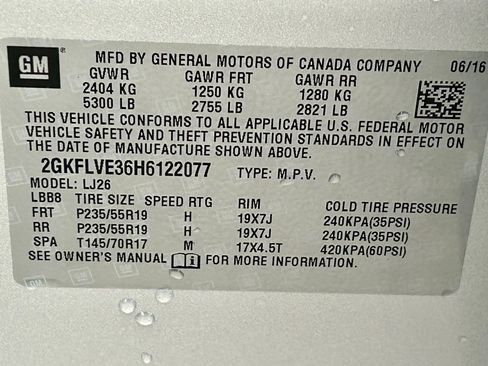 GM
MFD BY GENERAL MOTORS OF CANADA COMPANY 06/16
GVWR GAWR FRT GAWR RR
2404 KG 1250 KG 1280 KG
5300 LB 2755 LB 2821 LB
THIS VEHICLE CONFORMS TO ALL APPLICABLE U.S. FEDERAL MOTOR
VEHICLE SAFETY AND THEFT PREVENTION STANDARDS IN EFFECT ON THE
DATE OF MANUFACTURE SHOWN ABOVE.
2GKFLVE36H6122077 TYPE: M.P.V.
MODEL: LJ26
LBB8 TIRE SIZE SPEED RTG RIM COLD TIRE PRESSURE
FRT P235/55R19 H 19X7J 240KPA(35PSI)
RR P235/55R19 H 19X7J 240KPA(35PSI)
SPA T145/70R17 M 17X4.5T 420KPA(60PSI)
SEE OWNER'S MANUAL FOR MORE INFORMATION.